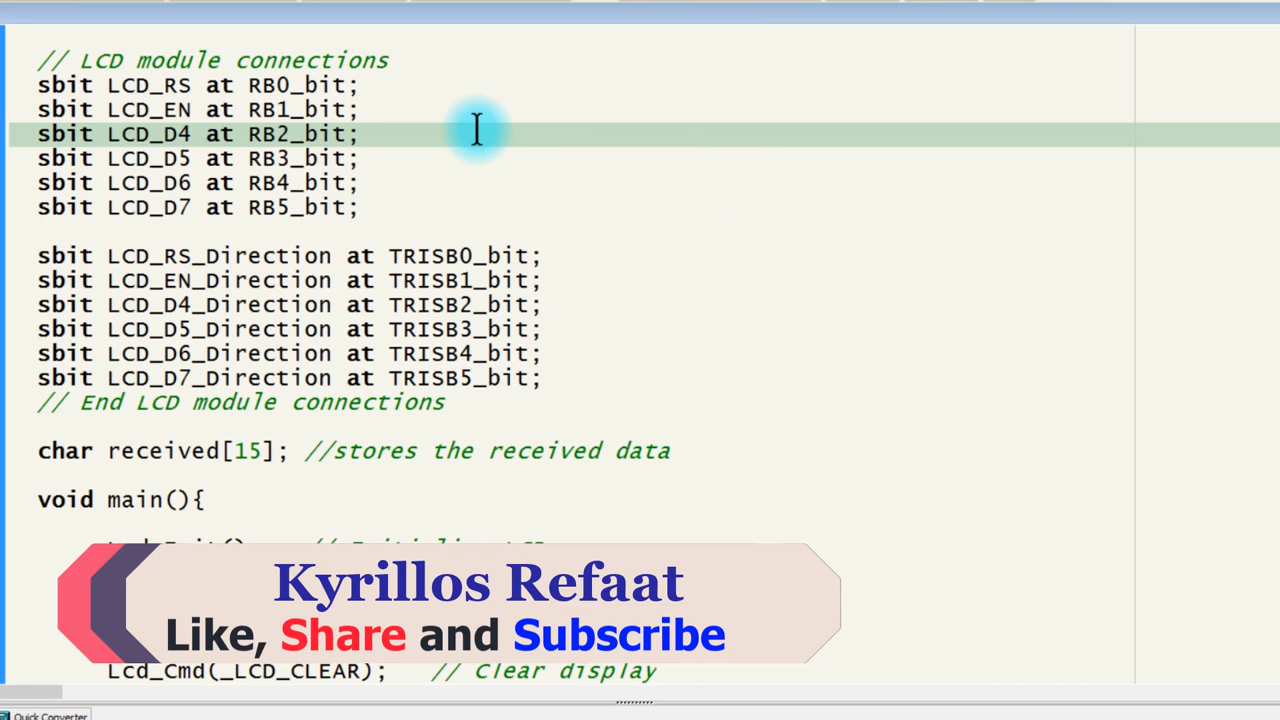 // LCD module connections
sbit LCD_RS at RB0_bit;
sbit LCD_EN at RB1_bit;
sbit LCD_D4 at RB2_bit;
sbit LCD_D5 at RB3_bit;
sbit LCD_D6 at RB4_bit;
sbit LCD_D7 at RB5_bit;
sbit LCD_RS_Direction at TRISB0_bit;
sbit LCD_EN_Direction at TRISB1_bit;
sbit LCD_D4_Direction at TRISB2_bit;
sbit LCD_D5_Direction at TRISB3_bit;
sbit LCD_D6_Direction at TRISB4_bit;
sbit LCD_D7_Direction at TRISB5_bit;
// End LCD module connections
char received[15]; //stores the received data
void main(){
Kyrillos Refaat
Like, Share and Subscribe
Lcd_Cmd(_LCD_CLEAR); // Clear display
Quick Converter